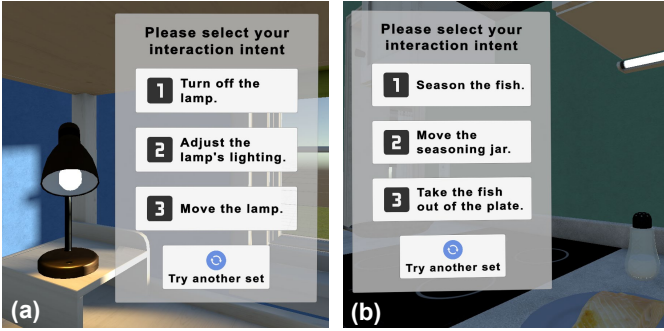 Please select your
interaction intent
1 Turn off the
lamp.
2 Adjust the
lamp's lighting.
3 Move the lamp.
Try another set
(a)
Please select your
interaction intent
1 Season the fish.
2 Move the
seasoning jar.
3 Take the fish
out of the plate.
Try another set
(b)